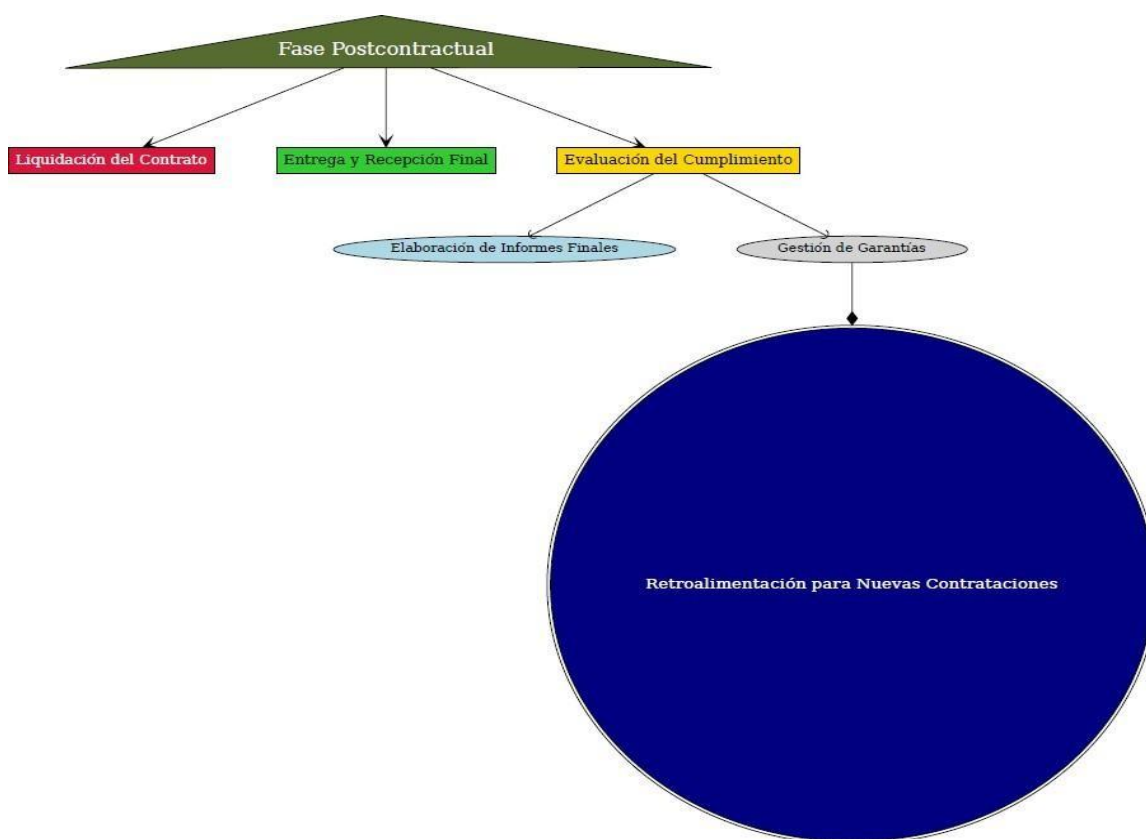 Fase Postcontractual
Liquidación del Contrato
Entrega y Recepción Final
Evaluación del Cumplimiento
Elaboración de Informes Finales
Gestión de Garantías
Retroalimentación para Nuevas Contrataciones